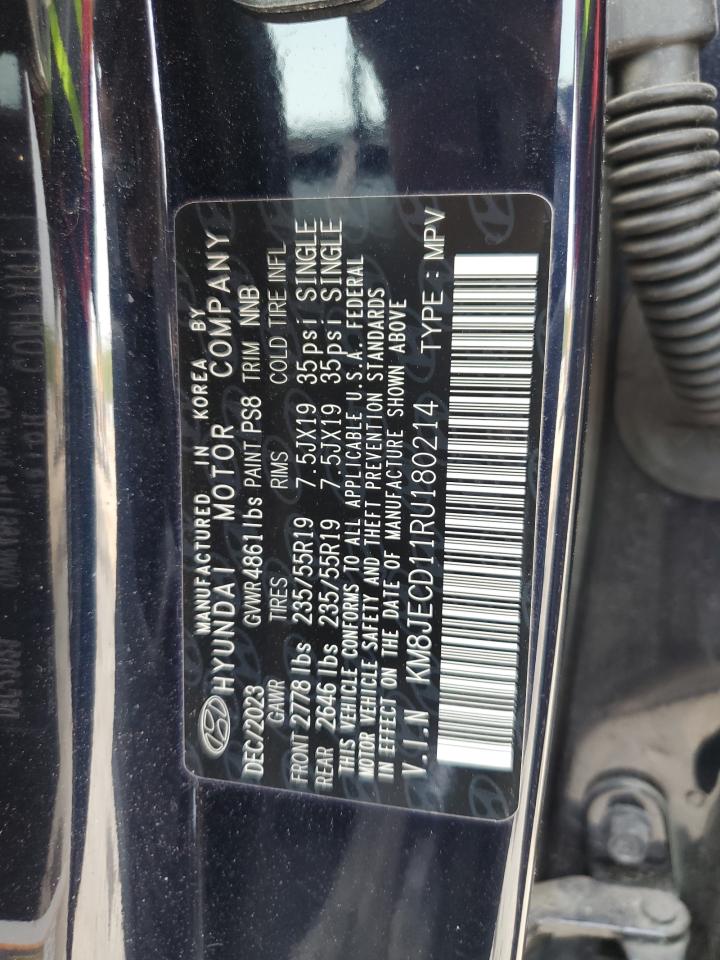 MANUFACTURED IN KOREA BY
HYUNDAI MOTOR COMPANY
DEC/2023 GVWR 4861 lbs PAINT PS8 TRIM NNB
GAWR TIRES RIMS COLD TIRE INFL
FRONT 2778 lbs 235/55R19 7.5JX19 35psi SINGLE
REAR 2646 lbs 235/55R19 7.5JX19 35psi SINGLE
THIS VEHICLE CONFORMS TO ALL APPLICABLE U.S.A. FEDERAL
MOTOR VEHICLE SAFETY AND THEFT PREVENTION STANDARDS
IN EFFECT ON THE DATE OF MANUFACTURE SHOWN ABOVE
V.I.N KM8JECD11RU180214 TYPE : MPV